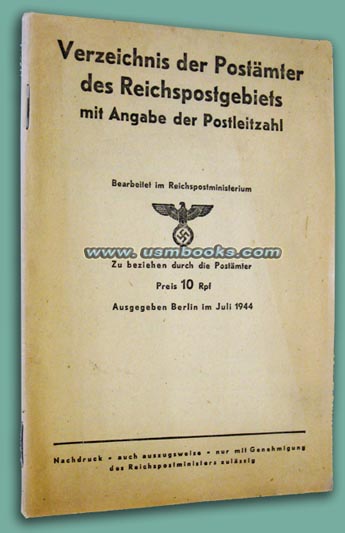 Verzeichnis der Postämter
des Reichspostgebiets
mit Angabe der Postleitzahl
Bearbeitet im Reichspostministerium
www.usmbooks.com
Zu beziehen durch die Postämter
Preis 10 Rpf
Ausgegeben Berlin im Juli 1944
Nachdruck - auch auszugsweise - nur mit Genehmigung
des Reichspostministers zulässig